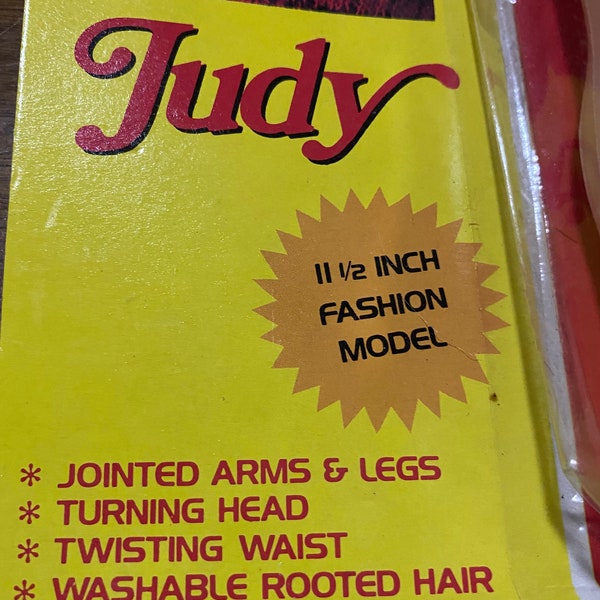 Judy
11 1/2 INCH
FASHION
MODEL
* JOINTED ARMS & LEGS
* TURNING HEAD
* TWISTING WAIST
* WASHABLE ROOTED HAIR